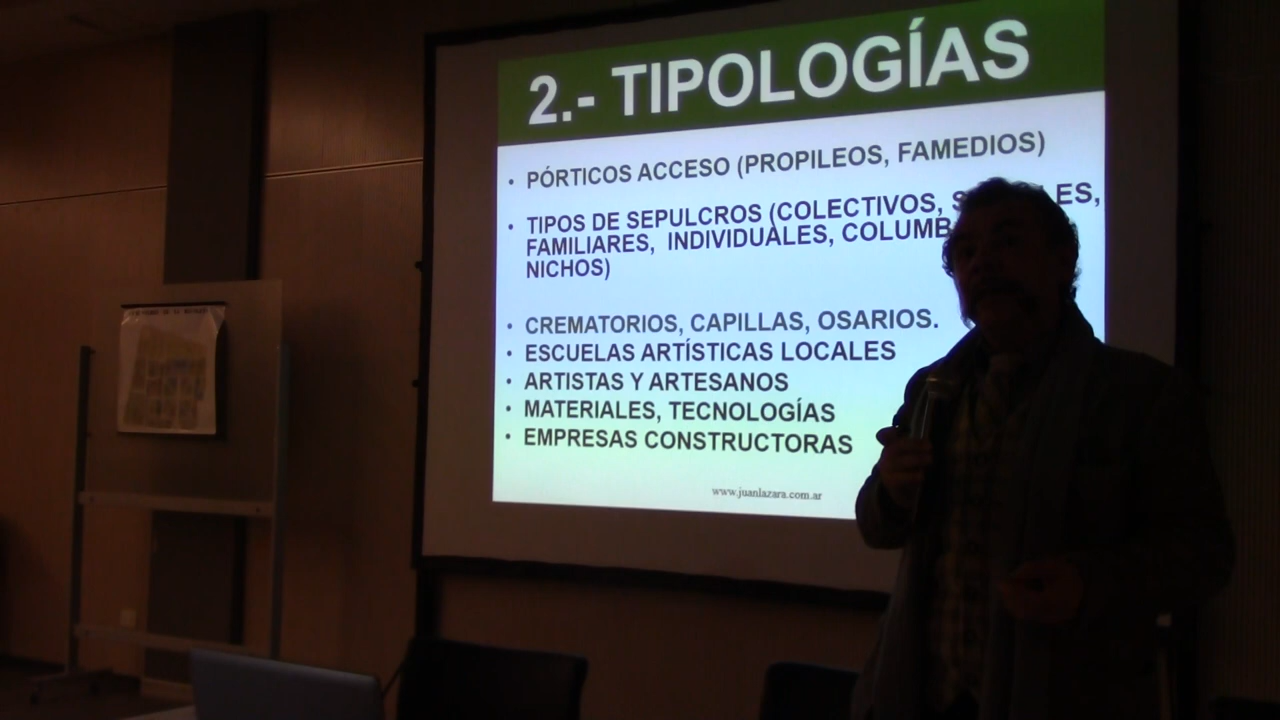 2.- TIPOLOGÍAS
• PÓRTICOS ACCESO (PROPILEOS, FAMEDIOS)
• TIPOS DE SEPULCROS (COLECTIVOS,
FAMILIARES, INDIVIDUALES,
NICHOS)
• CREMATORIOS, CAPILLAS, OSARIOS.
• ESCUELAS ARTÍSTICAS LOCALES
• ARTISTAS Y ARTESANOS
• MATERIALES, TECNOLOGÍAS
• EMPRESAS CONSTRUCTORAS
www.juanlazara.com.ar